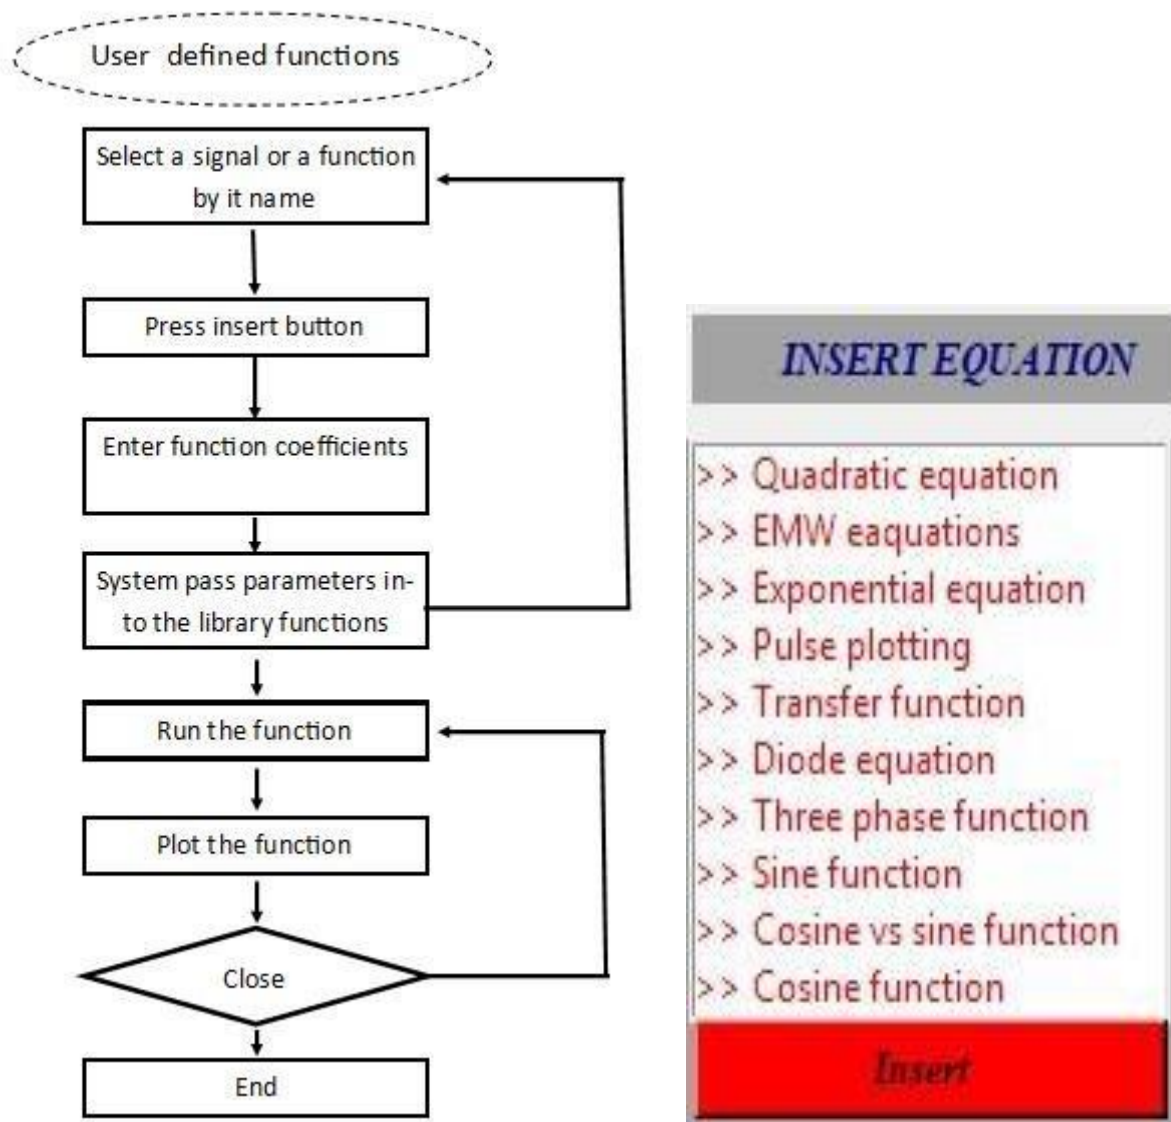 User defined functions
Select a signal or a function
by it name
Press insert button
Enter function coefficients
System pass parameters in-
to the library functions
Run the function
Plot the function
Close
End
INSERT EQUATION
>> Quadratic equation
>> EMW eaquations
>> Exponential equation
>> Pulse plotting
>> Transfer function
>> Diode equation
>> Three phase function
>> Sine function
>> Cosine vs sine function
>> Cosine function
Insert